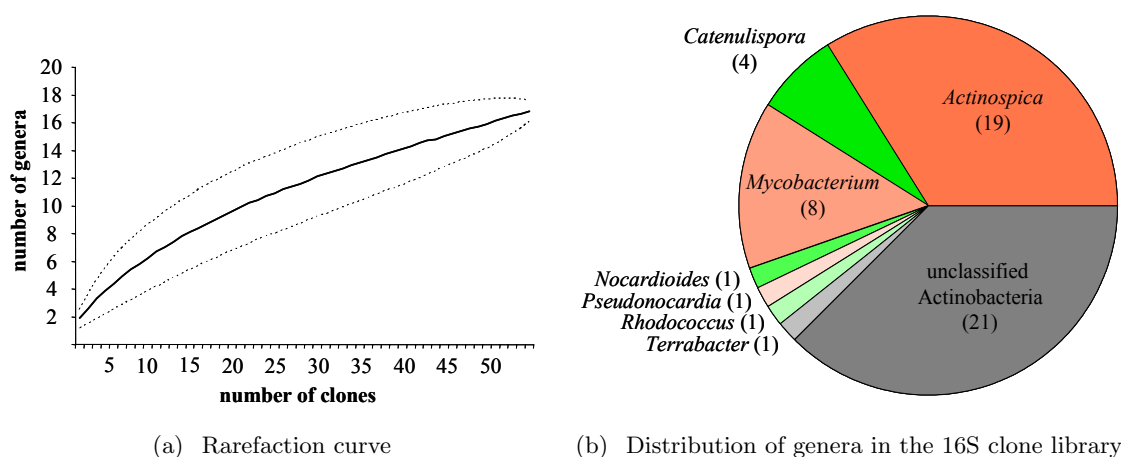 20
18
16
14
12
10
8
6
4
2
number of genera
5 10 15 20 25 30 35 40 45 50
number of clones
(a) Rarefaction curve
Catenulispora
(4)
Actinospica
(19)
Mycobacterium
(8)
Nocardioides (1)
Pseudonocardia (1)
Rhodococcus (1)
Terrabacter (1)
unclassified
Actinobacteria
(21)
(b) Distribution of genera in the 16S clone library